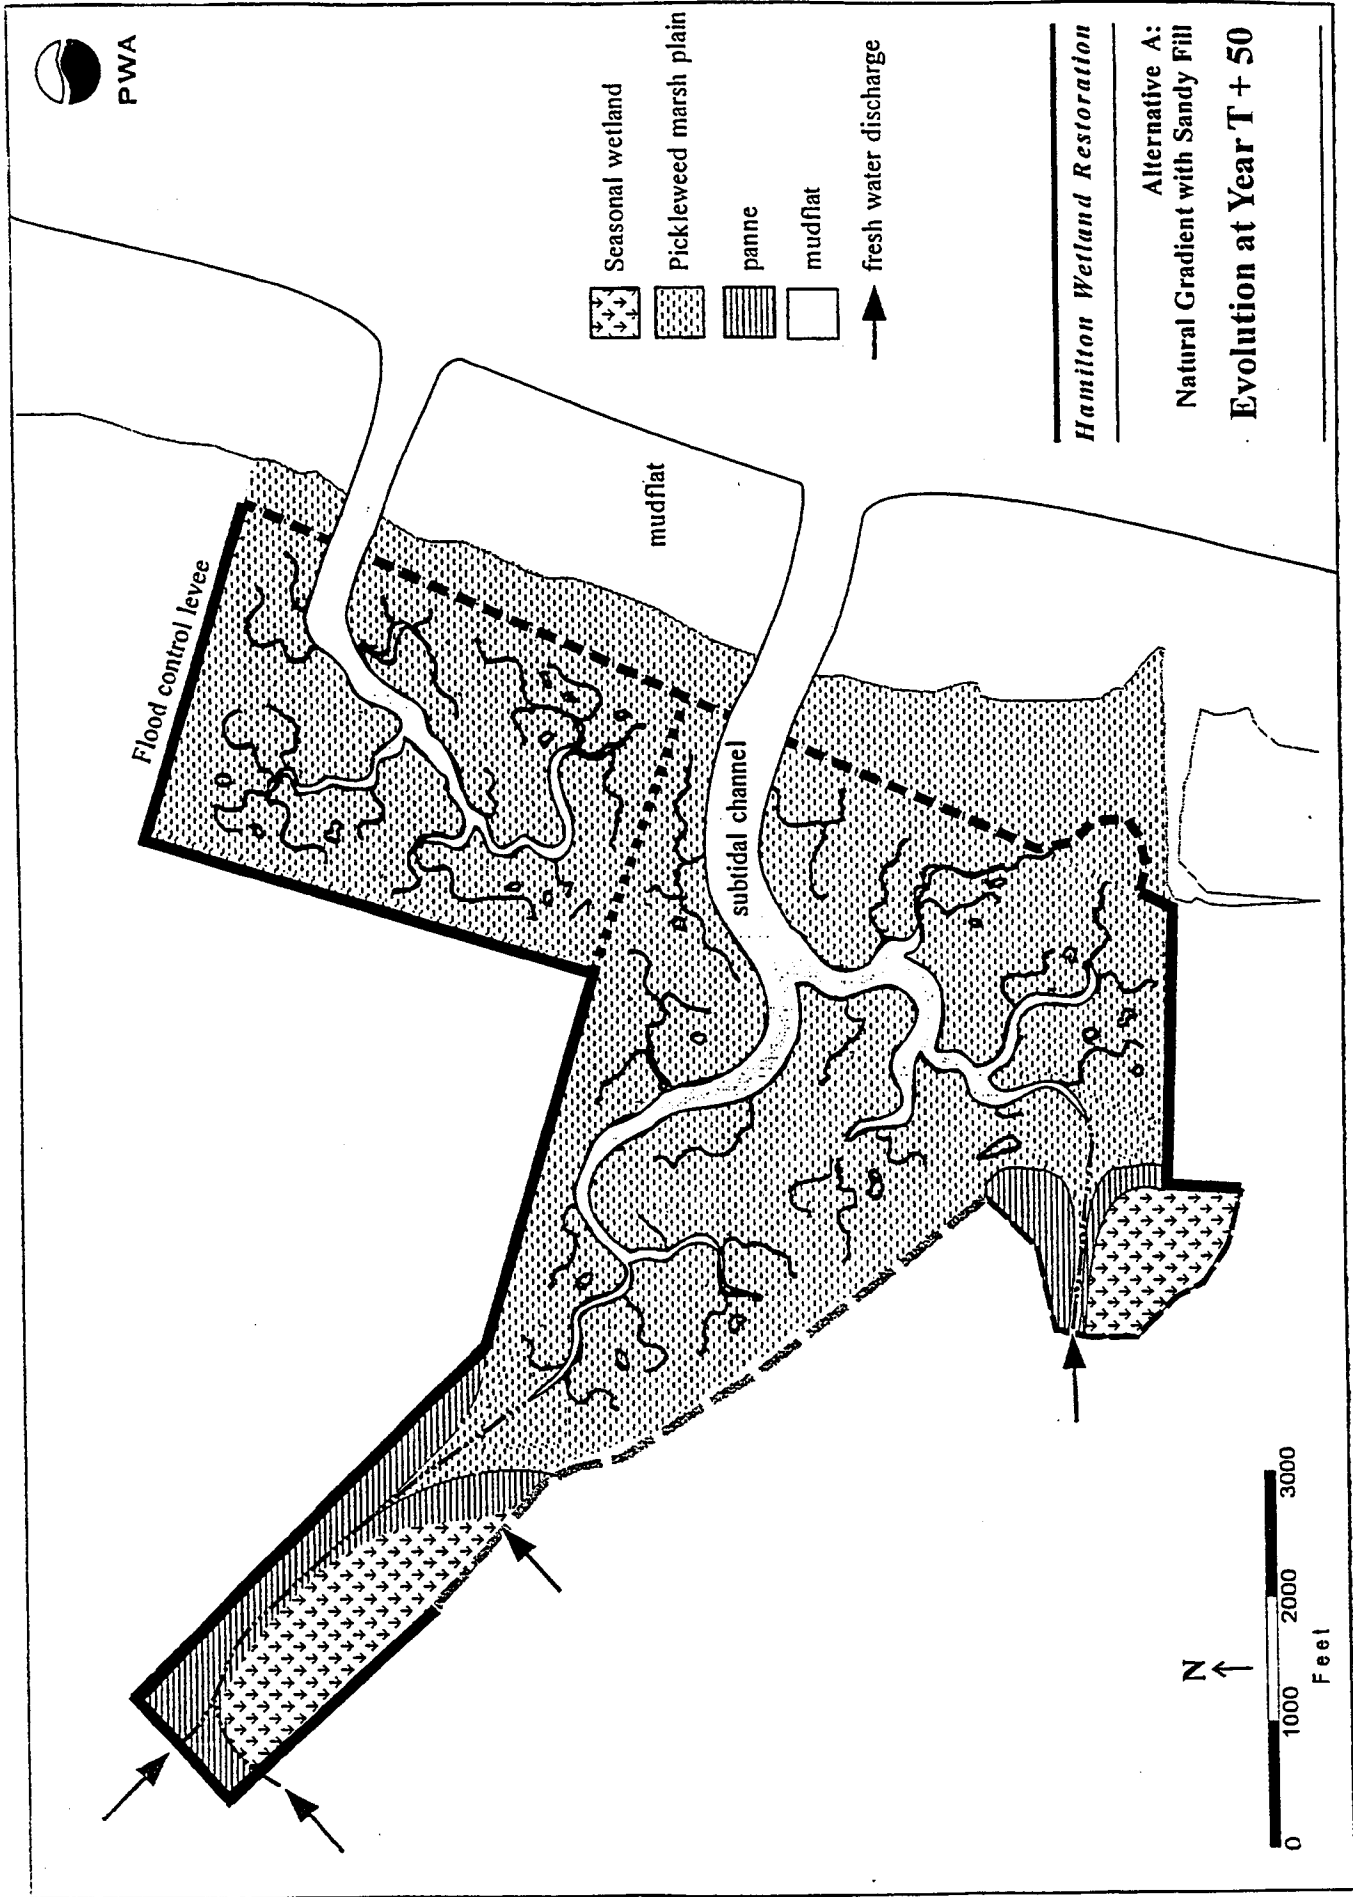 PWA
Flood control levee
mudflat
subtidal channel
Seasonal wetland
Pickleweed marsh plain
panne
mudflat
fresh water discharge
N
0 1000 2000 3000
Feet
Hamilton Wetland Restoration
Alternative A:
Natural Gradient with Sandy Fill
Evolution at Year T + 50